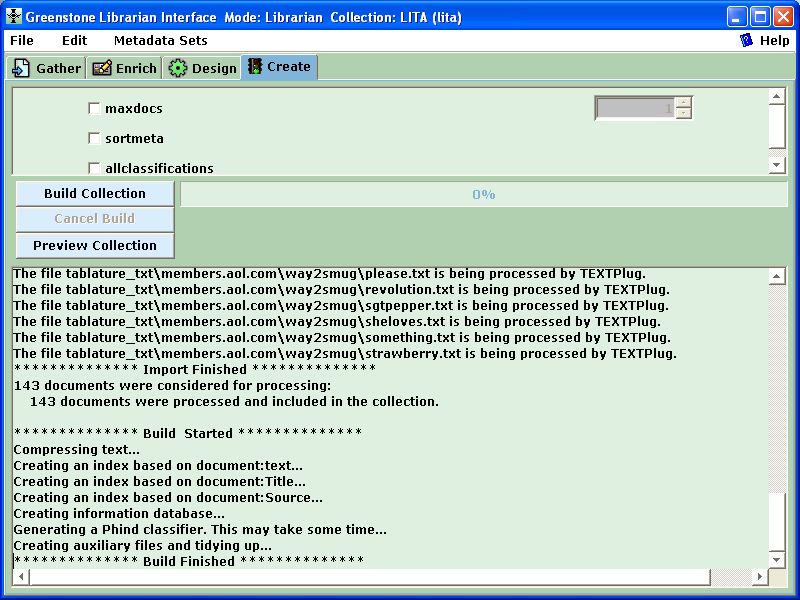 Greenstone Librarian Interface  Mode: Librarian  Collection: LITA (lita)
File Edit Metadata Sets Help
Gather Enrich Design Create
maxdocs 1
sortmeta
allclassifications
Build Collection 0%
Cancel Build
Preview Collection
The file tablature_txt\members.aol.com\way2smug\please.txt is being processed by TEXTPlug.
The file tablature_txt\members.aol.com\way2smug\revolution.txt is being processed by TEXTPlug.
The file tablature_txt\members.aol.com\way2smug\sgtpepper.txt is being processed by TEXTPlug.
The file tablature_txt\members.aol.com\way2smug\sheloves.txt is being processed by TEXTPlug.
The file tablature_txt\members.aol.com\way2smug\something.txt is being processed by TEXTPlug.
The file tablature_txt\members.aol.com\way2smug\strawberry.txt is being processed by TEXTPlug.
************** Import Finished **************
143 documents were considered for processing:
143 documents were processed and included in the collection.
************** Build  Started **************
Compressing text...
Creating an index based on document:text...
Creating an index based on document:Title...
Creating an index based on document:Source...
Creating information database...
Generating a Phind classifier. This may take some time...
Creating auxiliary files and tidying up...
************** Build Finished **************